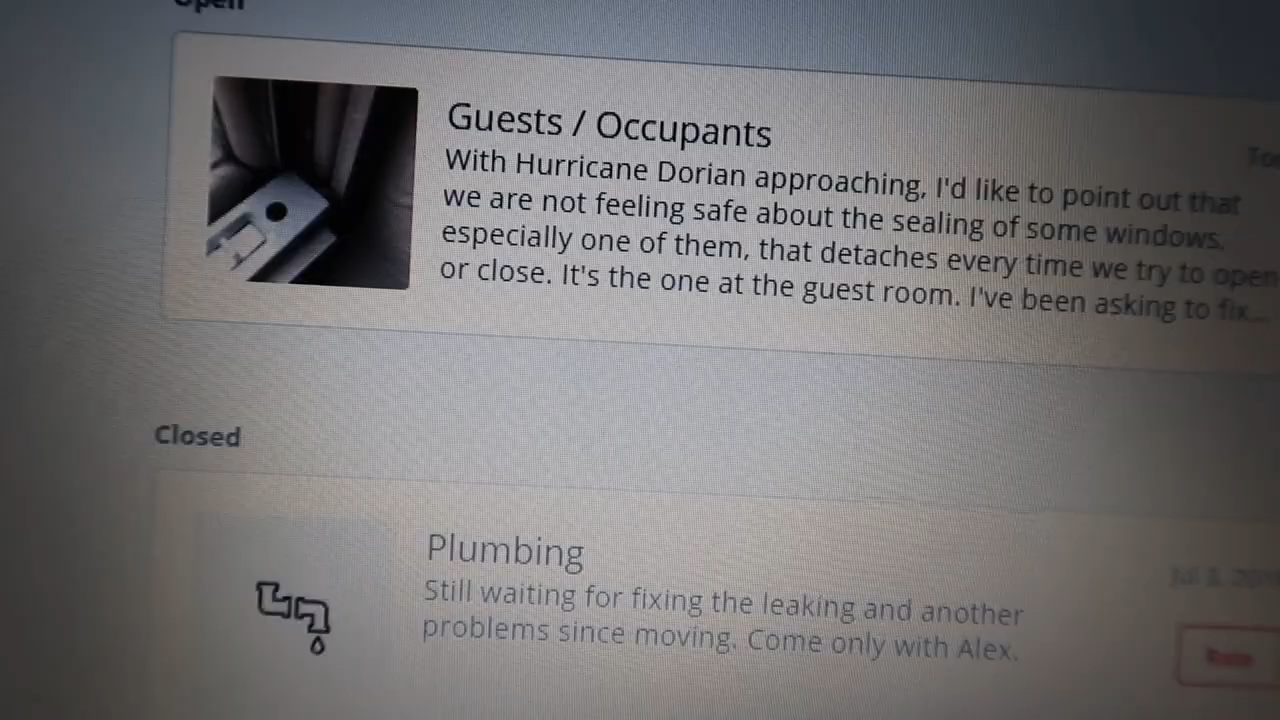 Open
Guests / Occupants
With Hurricane Dorian approaching, I'd like to point out that
we are not feeling safe about the sealing of some windows,
especially one of them, that detaches every time we try to open
or close. It's the one at the guest room. I've been asking to fix...
Closed
Plumbing
Still waiting for fixing the leaking and another
problems since moving. Come only with Alex.